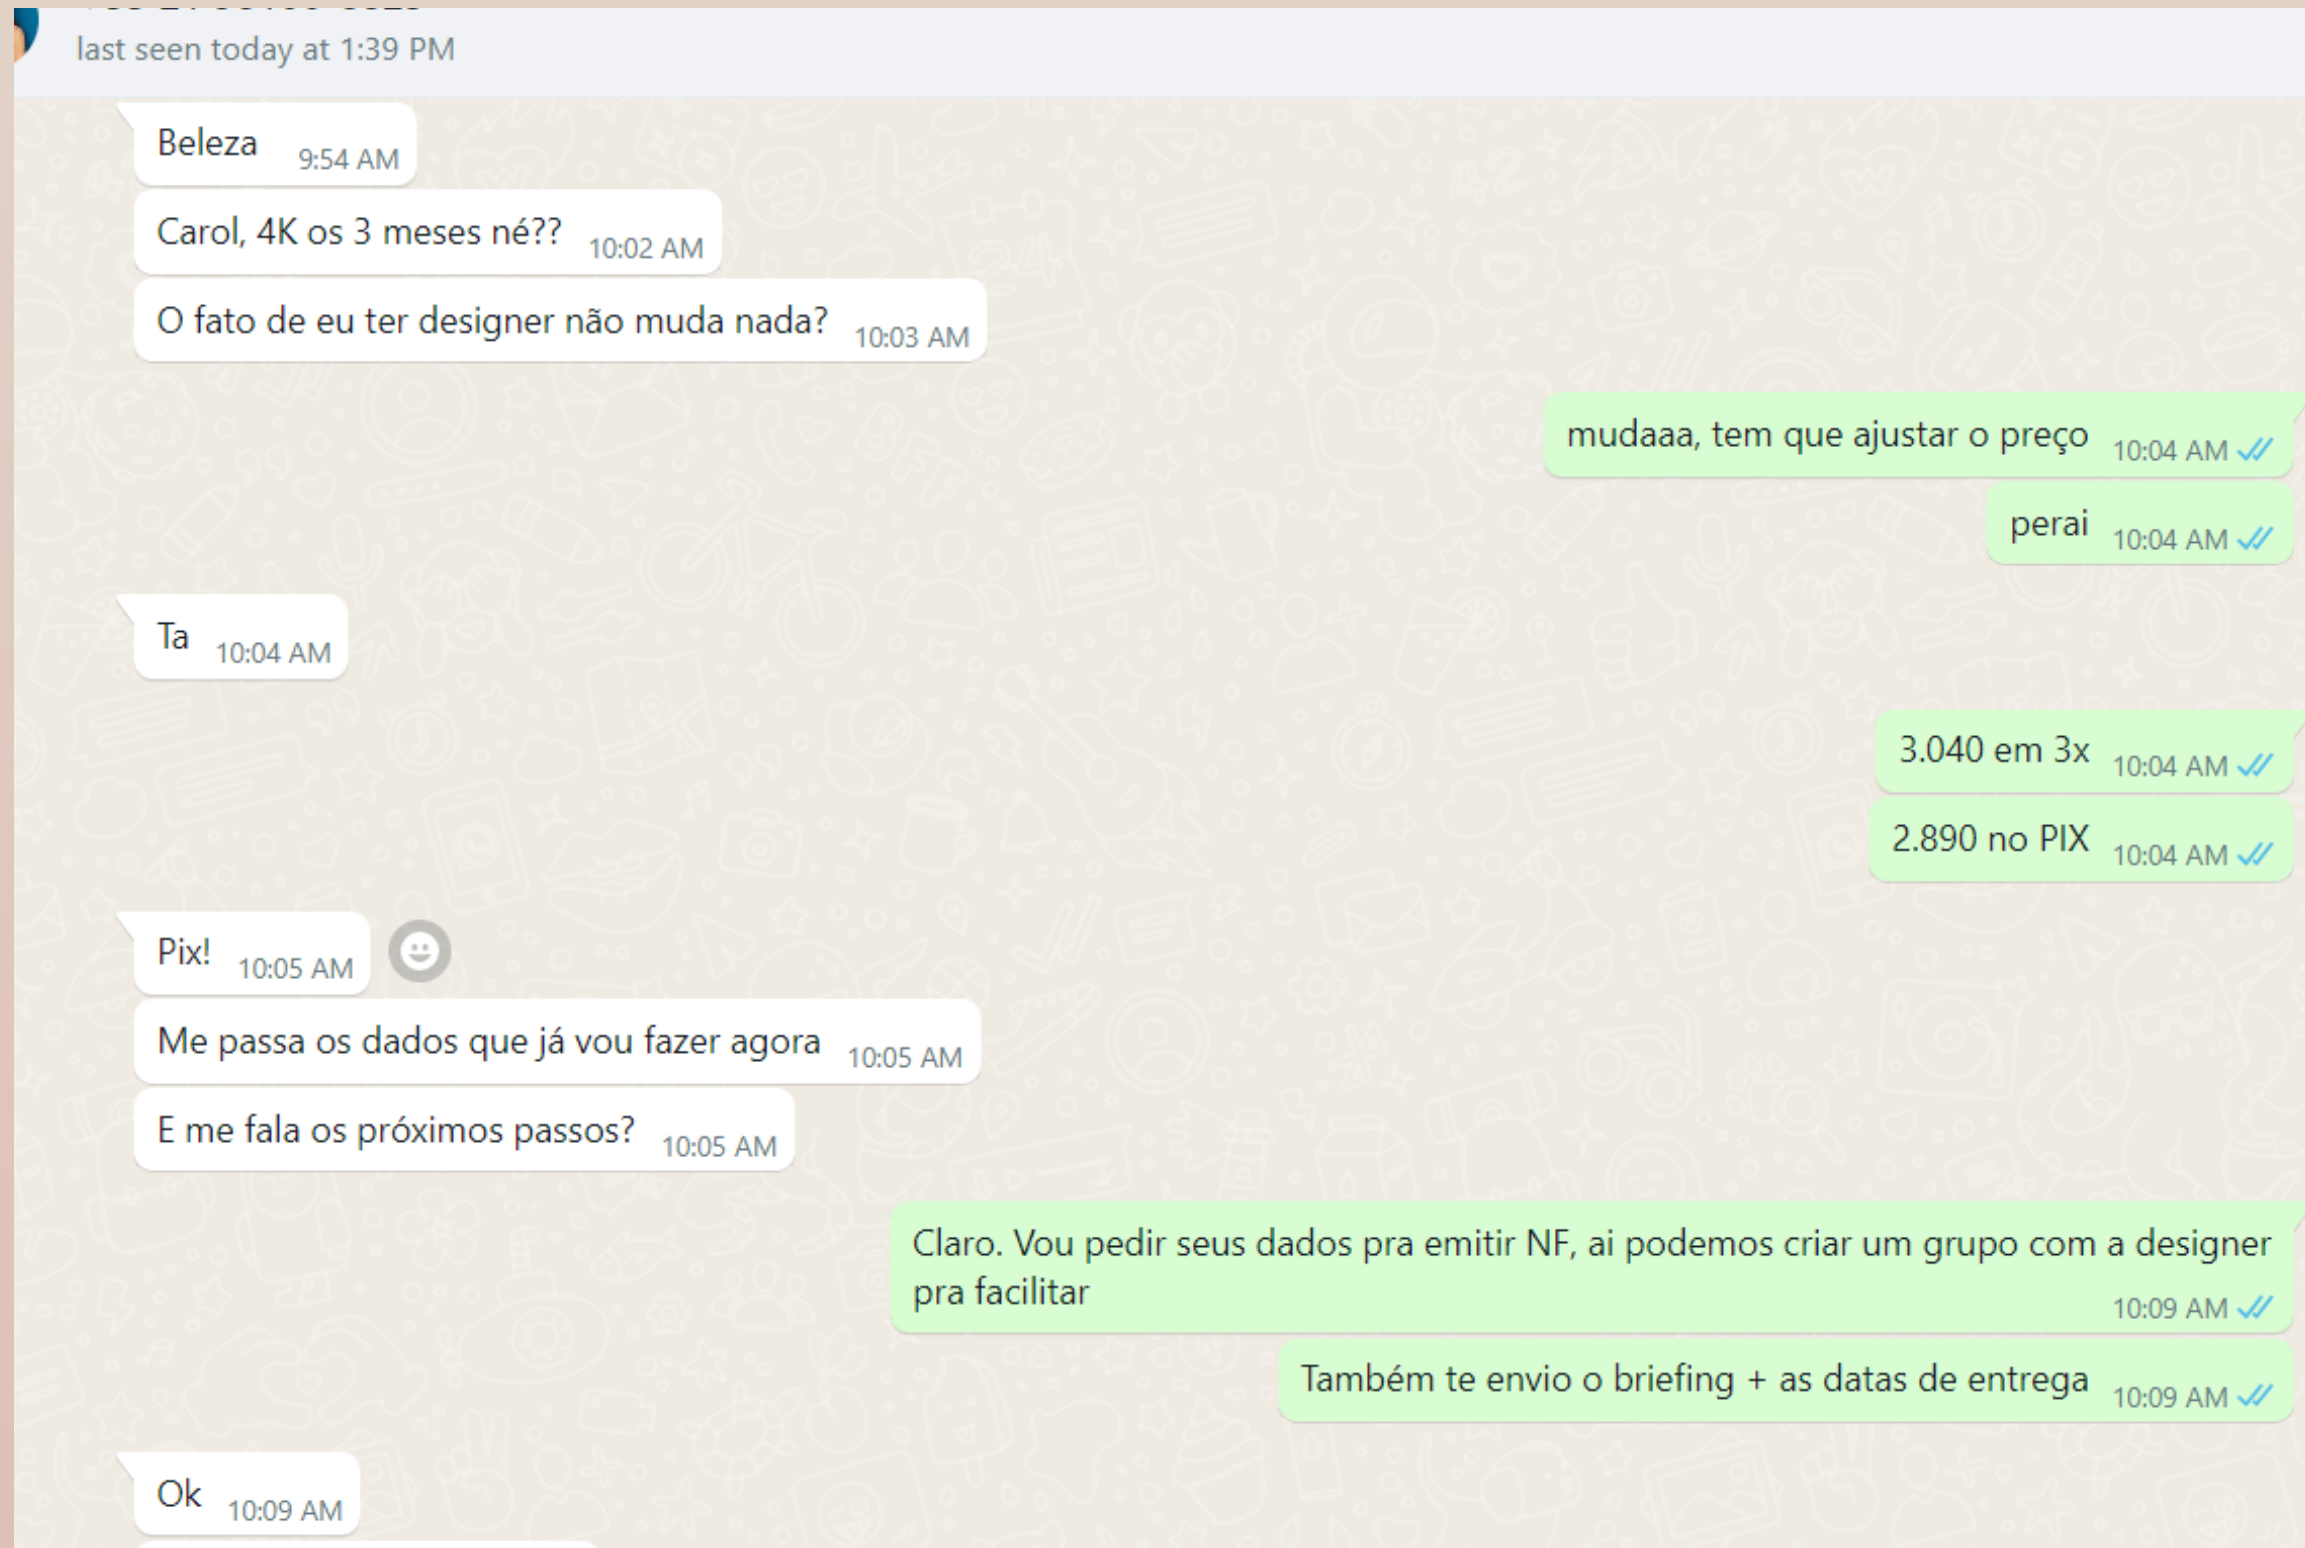 last seen today at 1:39 PM
Beleza 9:54 AM
Carol, 4K os 3 meses né?? 10:02 AM
O fato de eu ter designer não muda nada? 10:03 AM
mudaaa, tem que ajustar o preço 10:04 AM
perai 10:04 AM
Ta 10:04 AM
3.040 em 3x 10:04 AM
2.890 no PIX 10:04 AM
Pix! 10:05 AM
Me passa os dados que já vou fazer agora 10:05 AM
E me fala os próximos passos? 10:05 AM
Claro. Vou pedir seus dados pra emitir NF, ai podemos criar um grupo com a designer
pra facilitar 10:09 AM
Também te envio o briefing + as datas de entrega 10:09 AM
Ok 10:09 AM